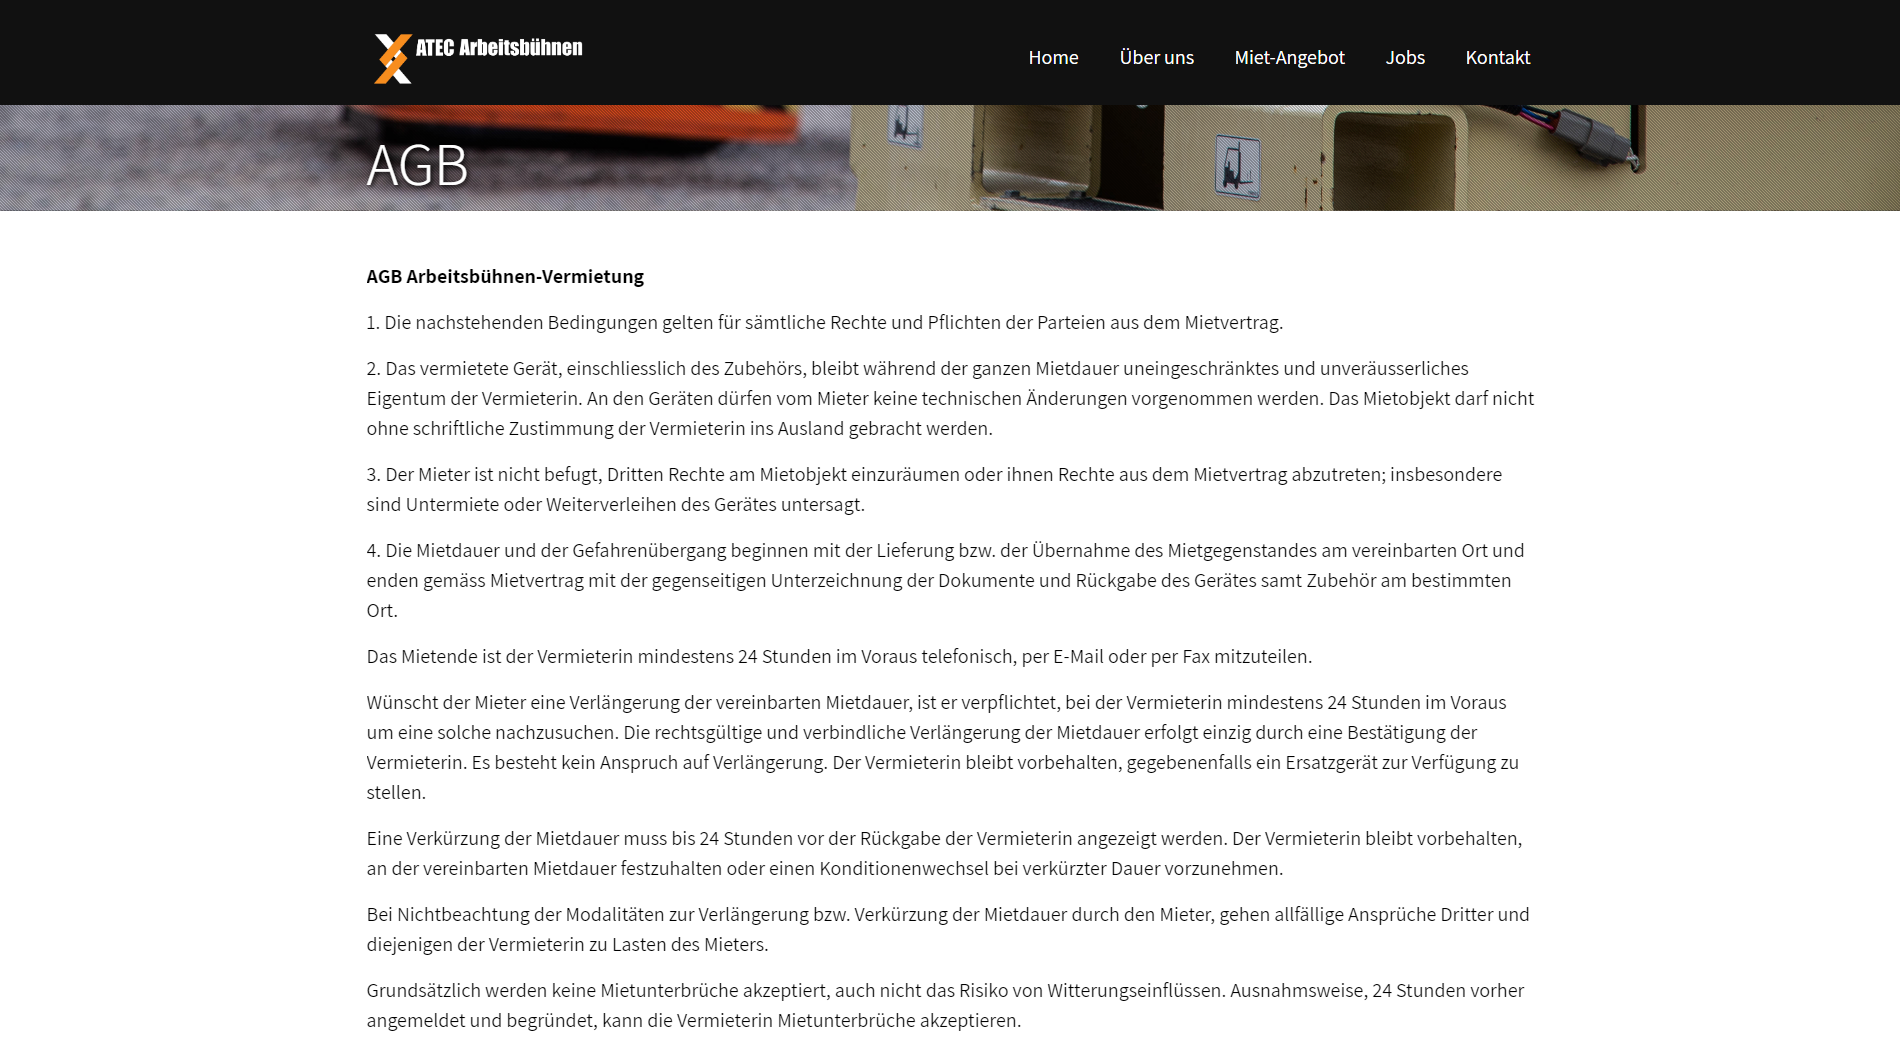 ATEC Arbeitsbühnen
Home Über uns Miet-Angebot Jobs Kontakt
AGB
AGB Arbeitsbühnen-Vermietung
1. Die nachstehenden Bedingungen gelten für sämtliche Rechte und Pflichten der Parteien aus dem Mietvertrag.
2. Das vermietete Gerät, einschliesslich des Zubehörs, bleibt während der ganzen Mietdauer uneingeschränktes und unveräusserliches
Eigentum der Vermieterin. An den Geräten dürfen vom Mieter keine technischen Änderungen vorgenommen werden. Das Mietobjekt darf nicht
ohne schriftliche Zustimmung der Vermieterin ins Ausland gebracht werden.
3. Der Mieter ist nicht befugt, Dritten Rechte am Mietobjekt einzuräumen oder ihnen Rechte aus dem Mietvertrag abzutreten; insbesondere
sind Untermiete oder Weiterverleihen des Gerätes untersagt.
4. Die Mietdauer und der Gefahrenübergang beginnen mit der Lieferung bzw. der Übernahme des Mietgegenstandes am vereinbarten Ort und
enden gemäss Mietvertrag mit der gegenseitigen Unterzeichnung der Dokumente und Rückgabe des Gerätes samt Zubehör am bestimmten
Ort.
Das Mietende ist der Vermieterin mindestens 24 Stunden im Voraus telefonisch, per E-Mail oder per Fax mitzuteilen.
Wünscht der Mieter eine Verlängerung der vereinbarten Mietdauer, ist er verpflichtet, bei der Vermieterin mindestens 24 Stunden im Voraus
um eine solche nachzusuchen. Die rechtsgültige und verbindliche Verlängerung der Mietdauer erfolgt einzig durch eine Bestätigung der
Vermieterin. Es besteht kein Anspruch auf Verlängerung. Der Vermieterin bleibt vorbehalten, gegebenenfalls ein Ersatzgerät zur Verfügung zu
stellen.
Eine Verkürzung der Mietdauer muss bis 24 Stunden vor der Rückgabe der Vermieterin angezeigt werden. Der Vermieterin bleibt vorbehalten,
an der vereinbarten Mietdauer festzuhalten oder einen Konditionenwechsel bei verkürzter Dauer vorzunehmen.
Bei Nichtbeachtung der Modalitäten zur Verlängerung bzw. Verkürzung der Mietdauer durch den Mieter, gehen allfällige Ansprüche Dritter und
diejenigen der Vermieterin zu Lasten des Mieters.
Grundsätzlich werden keine Mietunterbrüche akzeptiert, auch nicht das Risiko von Witterungseinflüssen. Ausnahmsweise, 24 Stunden vorher
angemeldet und begründet, kann die Vermieterin Mietunterbrüche akzeptieren.